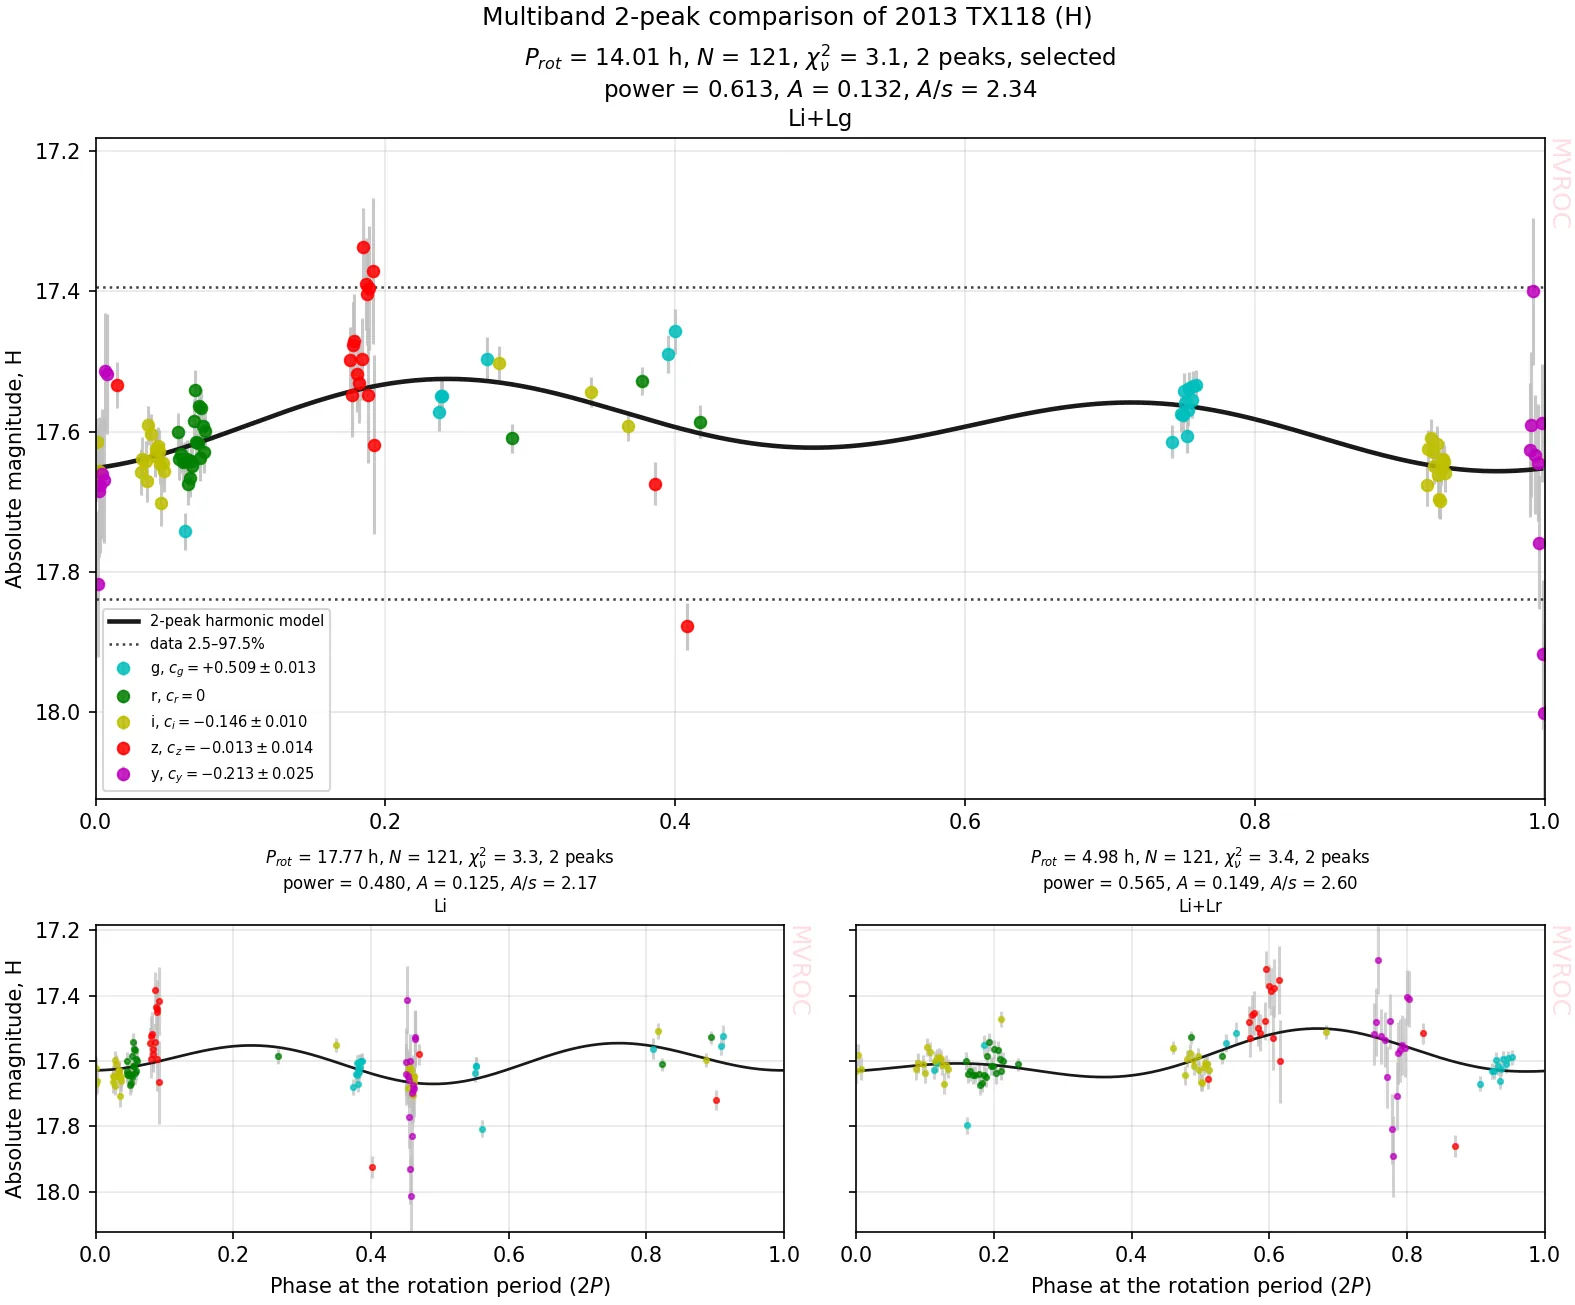 Multiband 2-peak comparison of 2013 TX118 (H)
P_rot = 14.01 h, N = 121, χ²_ν = 3.1, 2 peaks, selected
power = 0.613, A = 0.132, A/s = 2.34
Li+Lg
MVROC
17.2
17.4
17.6
17.8
18.0
Absolute magnitude, H
2-peak harmonic model
data 2.5–97.5%
g, c_g = +0.509 ± 0.013
r, c_r = 0
i, c_i = −0.146 ± 0.010
z, c_z = −0.013 ± 0.014
y, c_y = −0.213 ± 0.025
0.0 0.2 0.4 0.6 0.8 1.0
P_rot = 17.77 h, N = 121, χ²_ν = 3.3, 2 peaks
power = 0.480, A = 0.125, A/s = 2.17
Li
MVROC
17.2
17.4
17.6
17.8
18.0
Absolute magnitude, H
0.0 0.2 0.4 0.6 0.8 1.0
Phase at the rotation period (2P)
P_rot = 4.98 h, N = 121, χ²_ν = 3.4, 2 peaks
power = 0.565, A = 0.149, A/s = 2.60
Li+Lr
MVROC
0.0 0.2 0.4 0.6 0.8 1.0
Phase at the rotation period (2P)